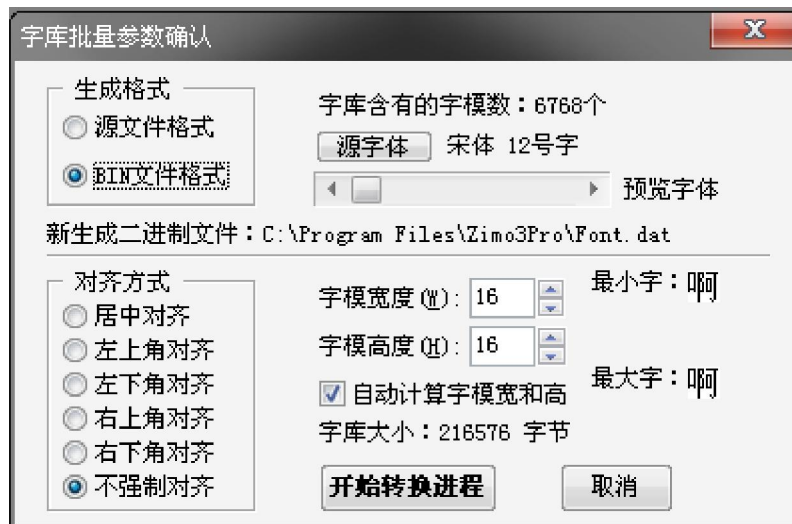 字库批量参数确认
生成格式
源文件格式
BIN文件格式
字库含有的字模数：6768个
源字体 宋体 12号字
预览字体
新生成二进制文件：C:\Program Files\Zimo3Pro\Font.dat
对齐方式
居中对齐
左上角对齐
左下角对齐
右上角对齐
右下角对齐
不强制对齐
字模宽度(W): 16
最小字：啊
字模高度(H): 16
最大字：啊
自动计算字模宽和高
字库大小：216576 字节
开始转换进程
取消